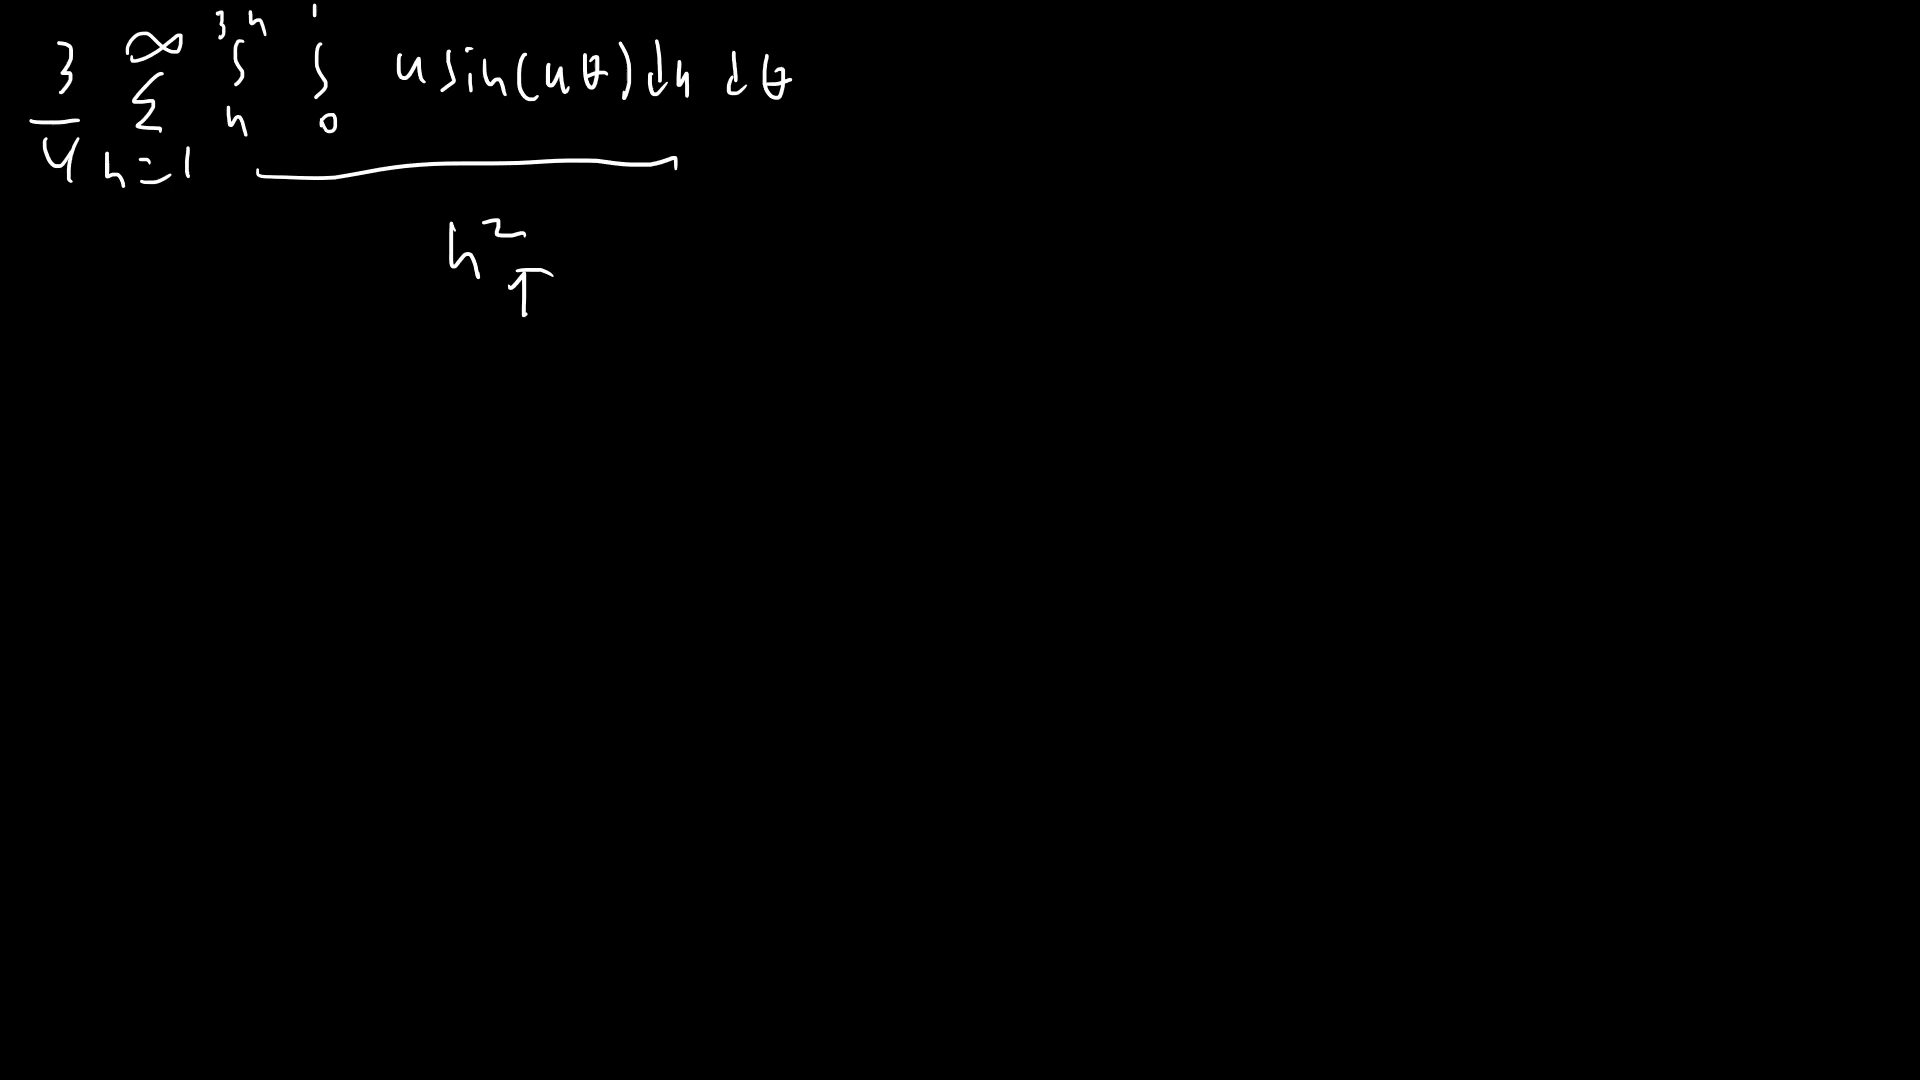 3/4 ∑_{n=1}^{∞} ∫_{n}^{3n} ∫_{0}^{1} u sin(uθ) du dθ
n² π